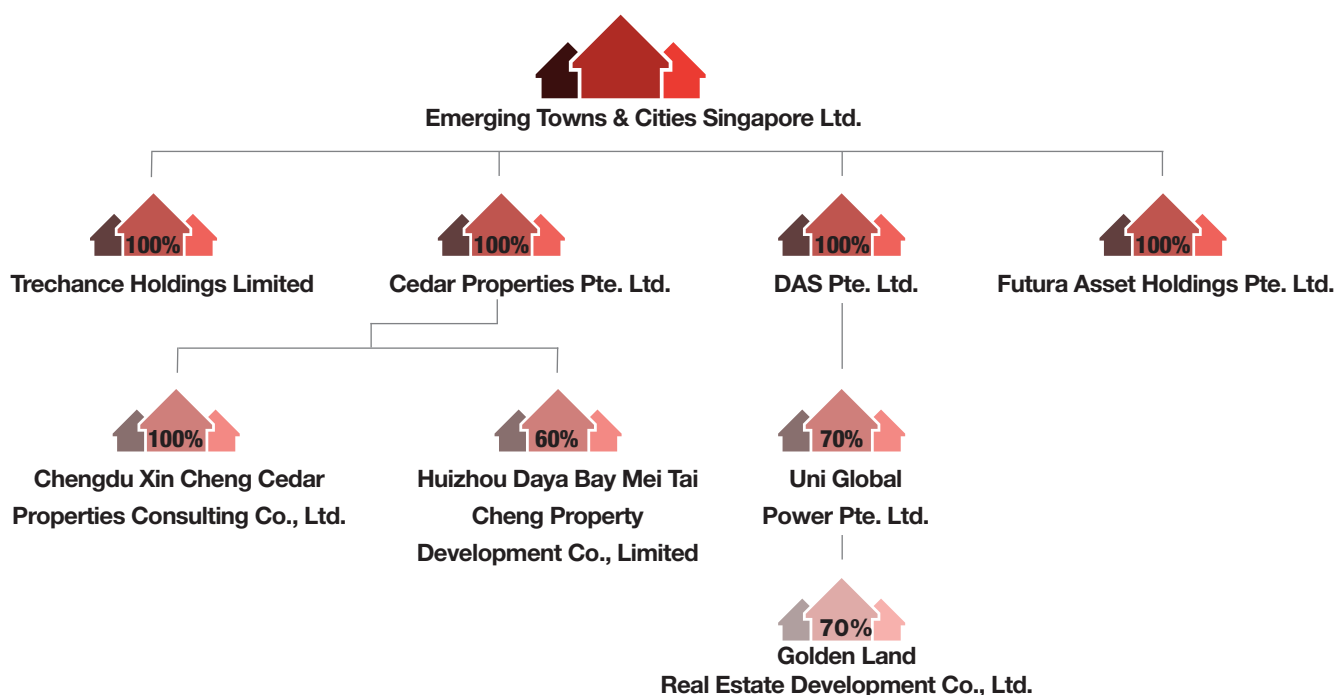 Emerging Towns & Cities Singapore Ltd.
100%
100%
100%
100%
Trechance Holdings Limited
Cedar Properties Pte. Ltd.
DAS Pte. Ltd.
Futura Asset Holdings Pte. Ltd.
100%
60%
70%
Chengdu Xin Cheng Cedar
Properties Consulting Co., Ltd.
Huizhou Daya Bay Mei Tai
Cheng Property
Development Co., Limited
Uni Global
Power Pte. Ltd.
70%
Golden Land
Real Estate Development Co., Ltd.